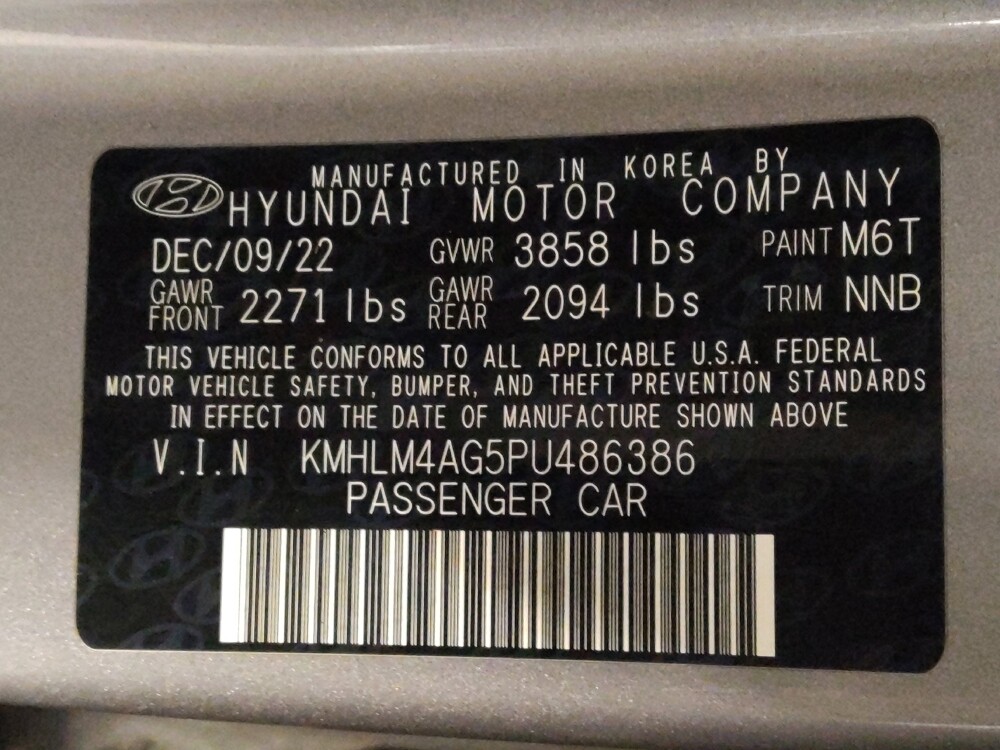 MANUFACTURED IN KOREA BY
HYUNDAI MOTOR COMPANY
DEC/09/22 GVWR 3858 lbs PAINT M6T
GAWR FRONT 2271 lbs GAWR REAR 2094 lbs TRIM NNB
THIS VEHICLE CONFORMS TO ALL APPLICABLE U.S.A. FEDERAL
MOTOR VEHICLE SAFETY, BUMPER, AND THEFT PREVENTION STANDARDS
IN EFFECT ON THE DATE OF MANUFACTURE SHOWN ABOVE
V.I.N KMHLM4AG5PU486386
PASSENGER CAR